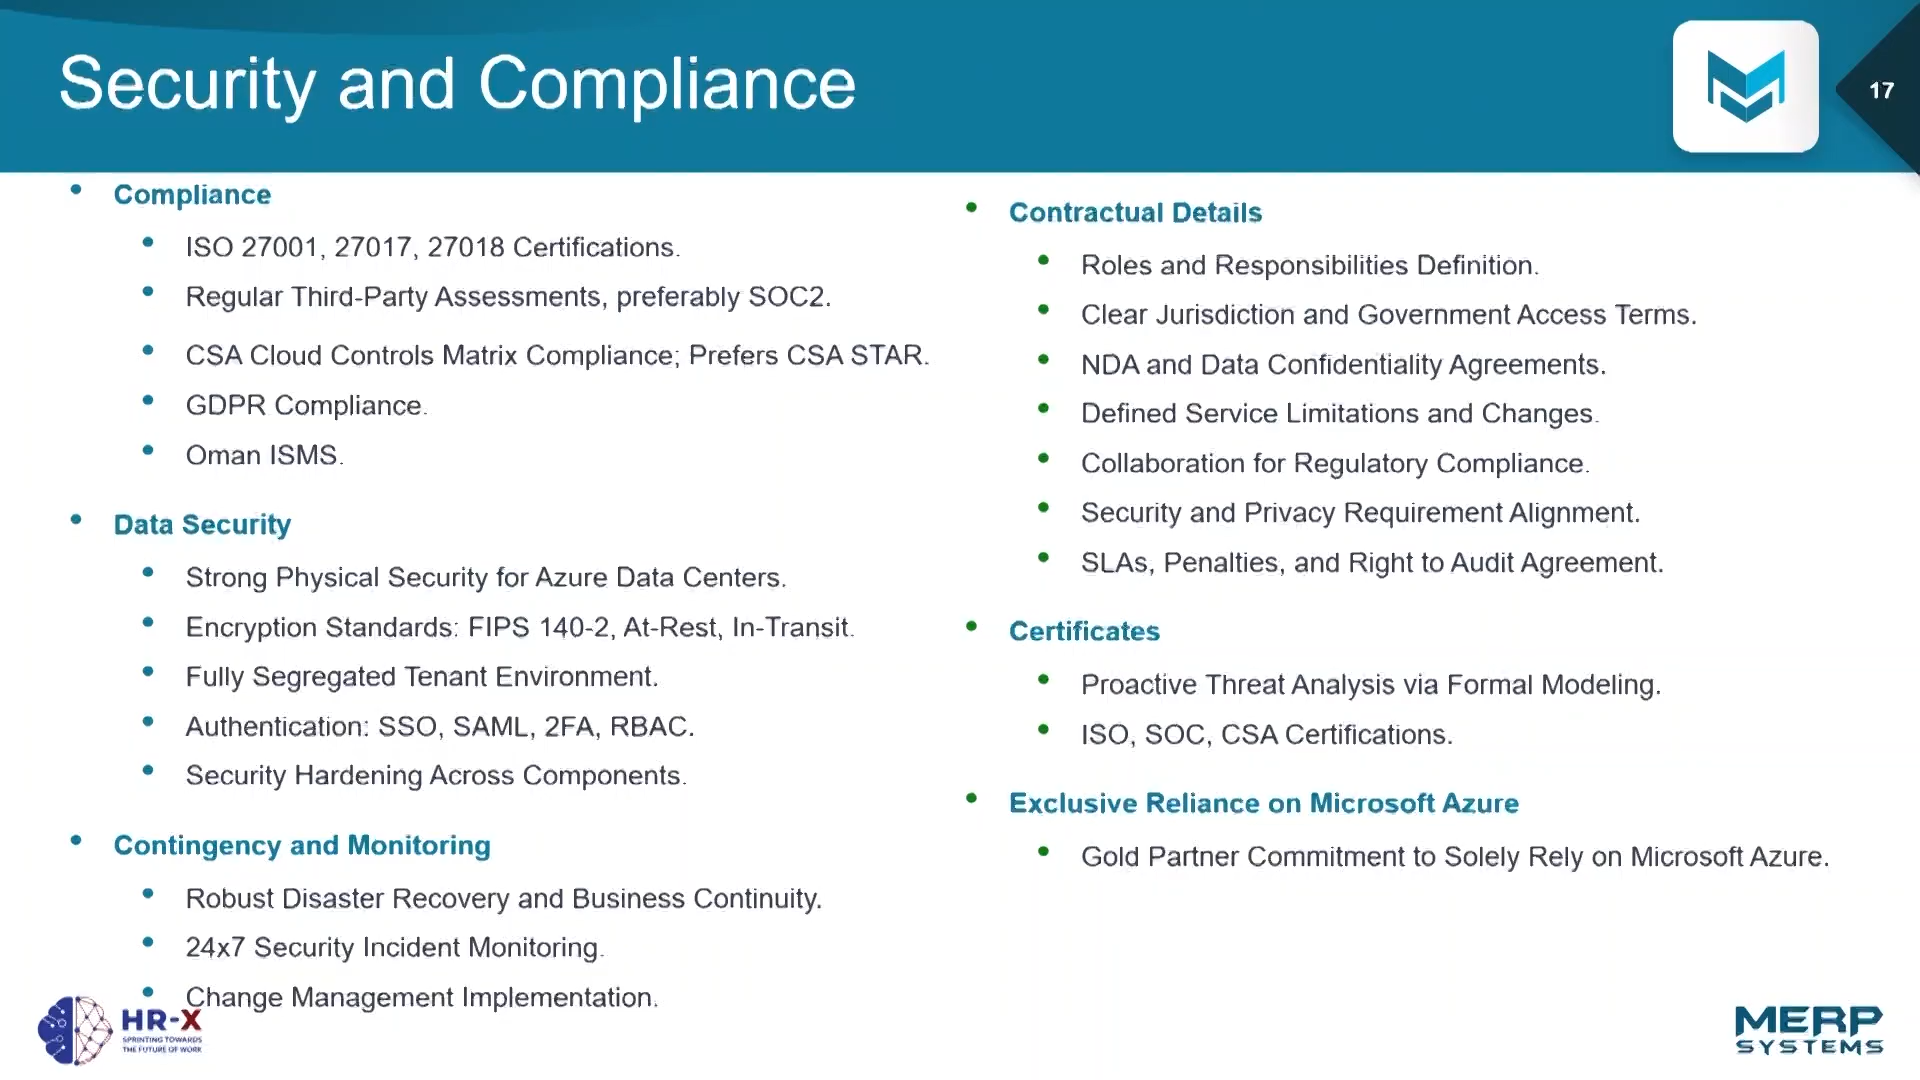 Security and Compliance
17
Compliance
ISO 27001, 27017, 27018 Certifications.
Regular Third-Party Assessments, preferably SOC2.
CSA Cloud Controls Matrix Compliance; Prefers CSA STAR.
GDPR Compliance.
Oman ISMS.
Data Security
Strong Physical Security for Azure Data Centers.
Encryption Standards: FIPS 140-2, At-Rest, In-Transit.
Fully Segregated Tenant Environment.
Authentication: SSO, SAML, 2FA, RBAC.
Security Hardening Across Components.
Contingency and Monitoring
Robust Disaster Recovery and Business Continuity.
24x7 Security Incident Monitoring.
Change Management Implementation.
Contractual Details
Roles and Responsibilities Definition.
Clear Jurisdiction and Government Access Terms.
NDA and Data Confidentiality Agreements.
Defined Service Limitations and Changes.
Collaboration for Regulatory Compliance.
Security and Privacy Requirement Alignment.
SLAs, Penalties, and Right to Audit Agreement.
Certificates
Proactive Threat Analysis via Formal Modeling.
ISO, SOC, CSA Certifications.
Exclusive Reliance on Microsoft Azure
Gold Partner Commitment to Solely Rely on Microsoft Azure.
HR-X
SPRINTING TOWARDS
THE FUTURE OF WORK
MERP
SYSTEMS